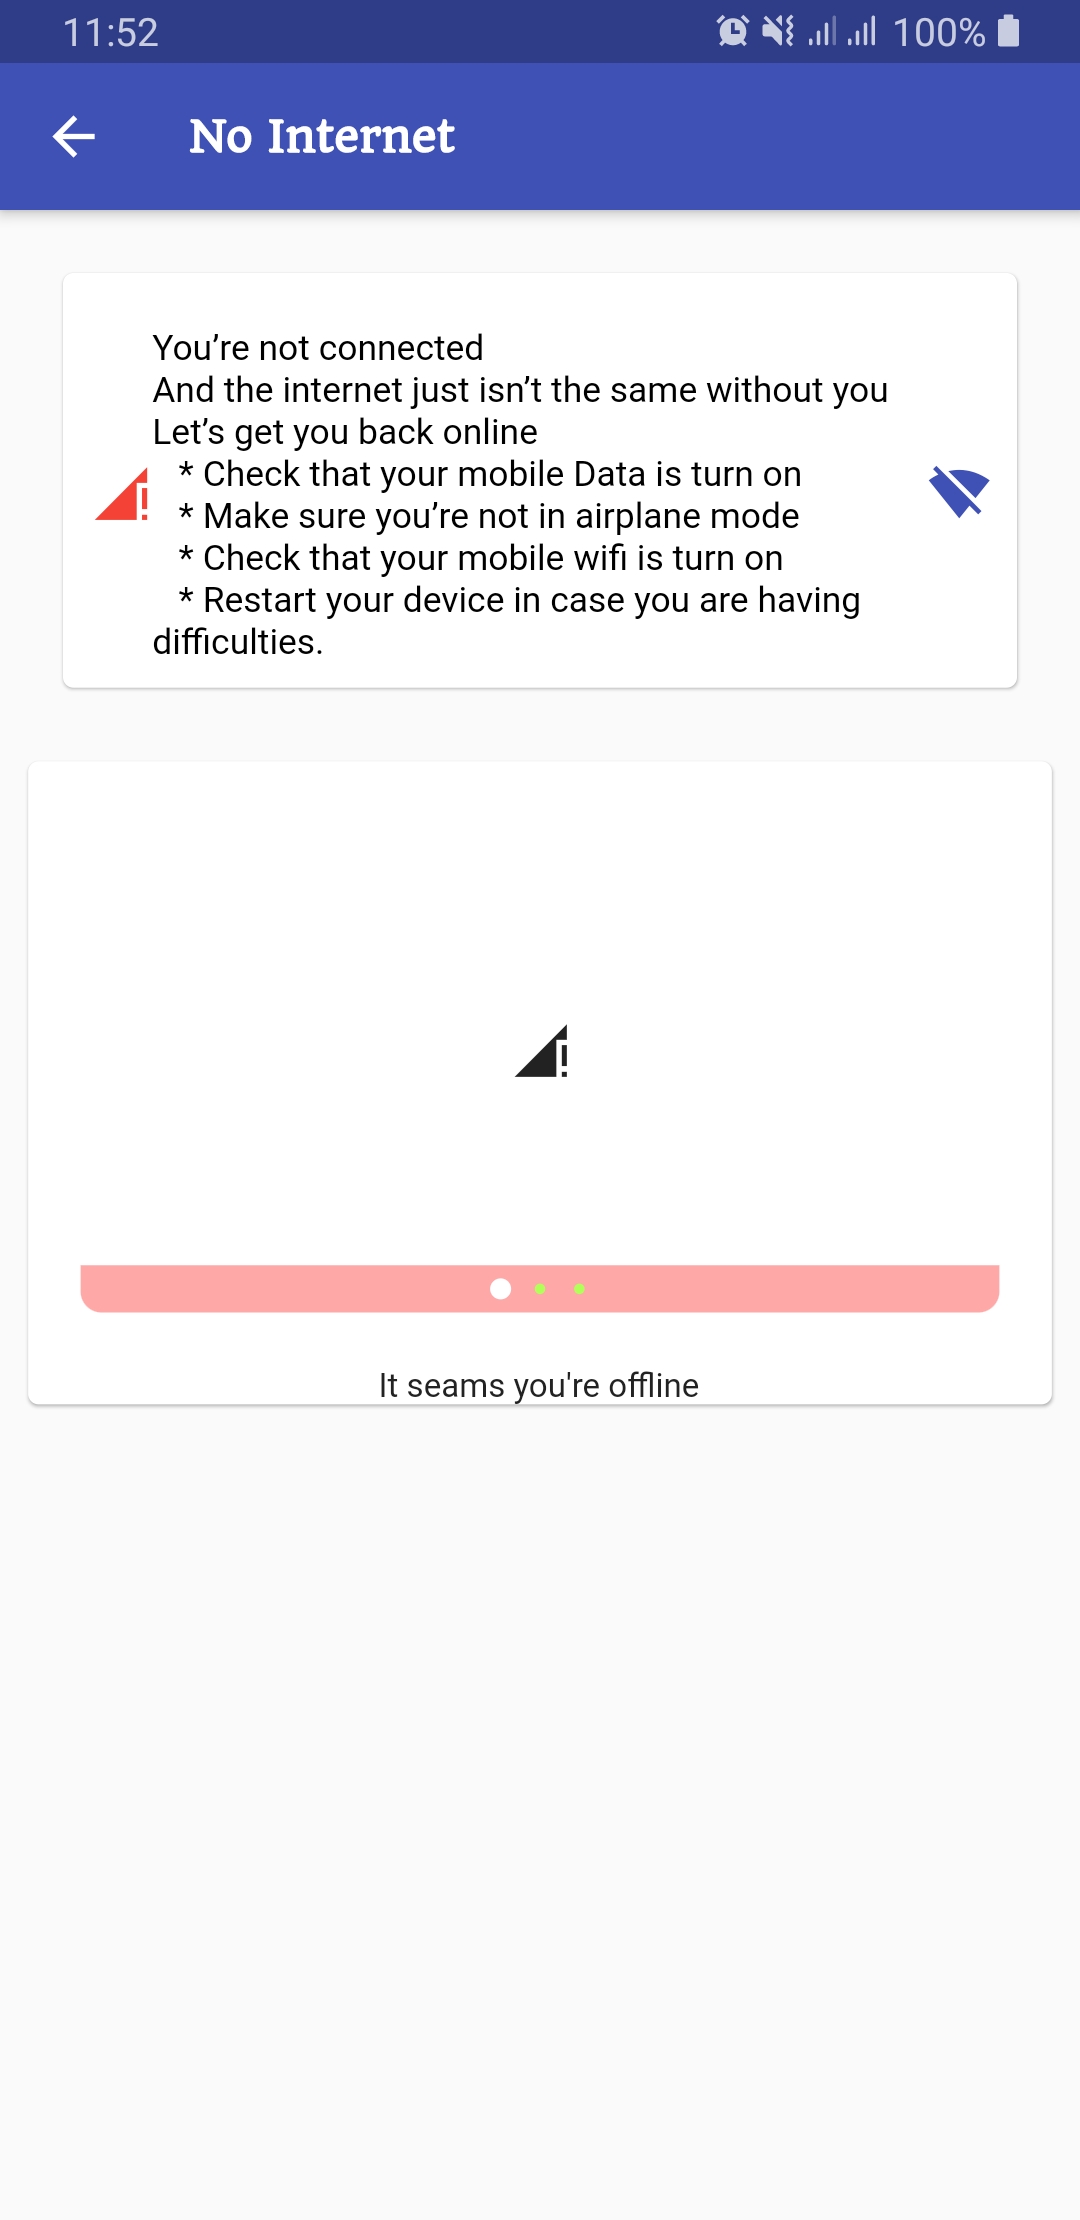 11:52 100%
No Internet
You’re not connected
And the internet just isn’t the same without you
Let’s get you back online
* Check that your mobile Data is turn on
* Make sure you’re not in airplane mode
* Check that your mobile wifi is turn on
* Restart your device in case you are having
difficulties.
It seams you're offline